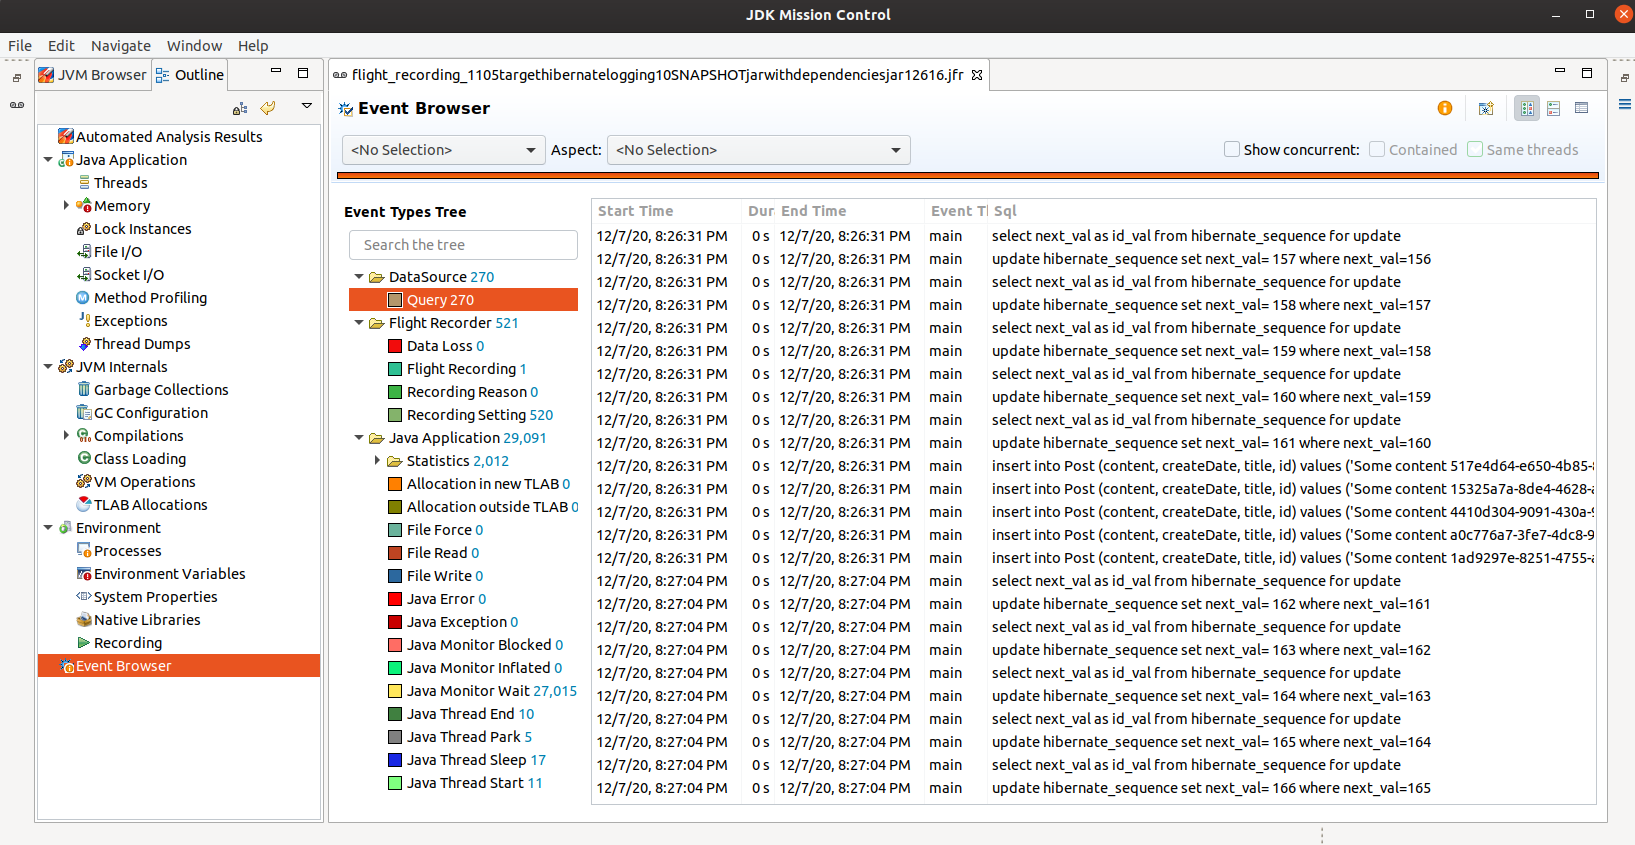 JDK Mission Control
File Edit Navigate Window Help
JVM Browser Outline
flight_recording_1105targethibernatelogging10SNAPSHOTjarwithdependenciesjar12616.jfr
Automated Analysis Results
Java Application
Threads
Memory
Lock Instances
File I/O
Socket I/O
Method Profiling
Exceptions
Thread Dumps
JVM Internals
Garbage Collections
GC Configuration
Compilations
Class Loading
VM Operations
TLAB Allocations
Environment
Processes
Environment Variables
System Properties
Native Libraries
Recording
Event Browser
Event Browser
<No Selection> Aspect: <No Selection> Show concurrent: Contained Same threads
Event Types Tree
Search the tree
DataSource 270
Query 270
Flight Recorder 521
Data Loss 0
Flight Recording 1
Recording Reason 0
Recording Setting 520
Java Application 29,091
Statistics 2,012
Allocation in new TLAB 0
Allocation outside TLAB 0
File Force 0
File Read 0
File Write 0
Java Error 0
Java Exception 0
Java Monitor Blocked 0
Java Monitor Inflated 0
Java Monitor Wait 27,015
Java Thread End 10
Java Thread Park 5
Java Thread Sleep 17
Java Thread Start 11
Start Time Dur End Time Event T Sql
12/7/20, 8:26:31 PM 0 s 12/7/20, 8:26:31 PM main select next_val as id_val from hibernate_sequence for update
12/7/20, 8:26:31 PM 0 s 12/7/20, 8:26:31 PM main update hibernate_sequence set next_val= 157 where next_val=156
12/7/20, 8:26:31 PM 0 s 12/7/20, 8:26:31 PM main select next_val as id_val from hibernate_sequence for update
12/7/20, 8:26:31 PM 0 s 12/7/20, 8:26:31 PM main update hibernate_sequence set next_val= 158 where next_val=157
12/7/20, 8:26:31 PM 0 s 12/7/20, 8:26:31 PM main select next_val as id_val from hibernate_sequence for update
12/7/20, 8:26:31 PM 0 s 12/7/20, 8:26:31 PM main update hibernate_sequence set next_val= 159 where next_val=158
12/7/20, 8:26:31 PM 0 s 12/7/20, 8:26:31 PM main select next_val as id_val from hibernate_sequence for update
12/7/20, 8:26:31 PM 0 s 12/7/20, 8:26:31 PM main update hibernate_sequence set next_val= 160 where next_val=159
12/7/20, 8:26:31 PM 0 s 12/7/20, 8:26:31 PM main select next_val as id_val from hibernate_sequence for update
12/7/20, 8:26:31 PM 0 s 12/7/20, 8:26:31 PM main update hibernate_sequence set next_val= 161 where next_val=160
12/7/20, 8:26:31 PM 0 s 12/7/20, 8:26:31 PM main insert into Post (content, createDate, title, id) values ('Some content 517e4d64-e650-4b85-
12/7/20, 8:26:31 PM 0 s 12/7/20, 8:26:31 PM main insert into Post (content, createDate, title, id) values ('Some content 15325a7a-8de4-4628-
12/7/20, 8:26:31 PM 0 s 12/7/20, 8:26:31 PM main insert into Post (content, createDate, title, id) values ('Some content 4410d304-9091-430a-
12/7/20, 8:26:31 PM 0 s 12/7/20, 8:26:31 PM main insert into Post (content, createDate, title, id) values ('Some content a0c776a7-3fe7-4dc8-9
12/7/20, 8:26:31 PM 0 s 12/7/20, 8:26:31 PM main insert into Post (content, createDate, title, id) values ('Some content 1ad9297e-8251-4755-
12/7/20, 8:27:04 PM 0 s 12/7/20, 8:27:04 PM main select next_val as id_val from hibernate_sequence for update
12/7/20, 8:27:04 PM 0 s 12/7/20, 8:27:04 PM main update hibernate_sequence set next_val= 162 where next_val=161
12/7/20, 8:27:04 PM 0 s 12/7/20, 8:27:04 PM main select next_val as id_val from hibernate_sequence for update
12/7/20, 8:27:04 PM 0 s 12/7/20, 8:27:04 PM main update hibernate_sequence set next_val= 163 where next_val=162
12/7/20, 8:27:04 PM 0 s 12/7/20, 8:27:04 PM main select next_val as id_val from hibernate_sequence for update
12/7/20, 8:27:04 PM 0 s 12/7/20, 8:27:04 PM main update hibernate_sequence set next_val= 164 where next_val=163
12/7/20, 8:27:04 PM 0 s 12/7/20, 8:27:04 PM main select next_val as id_val from hibernate_sequence for update
12/7/20, 8:27:04 PM 0 s 12/7/20, 8:27:04 PM main update hibernate_sequence set next_val= 165 where next_val=164
12/7/20, 8:27:04 PM 0 s 12/7/20, 8:27:04 PM main select next_val as id_val from hibernate_sequence for update
12/7/20, 8:27:04 PM 0 s 12/7/20, 8:27:04 PM main update hibernate_sequence set next_val= 166 where next_val=165